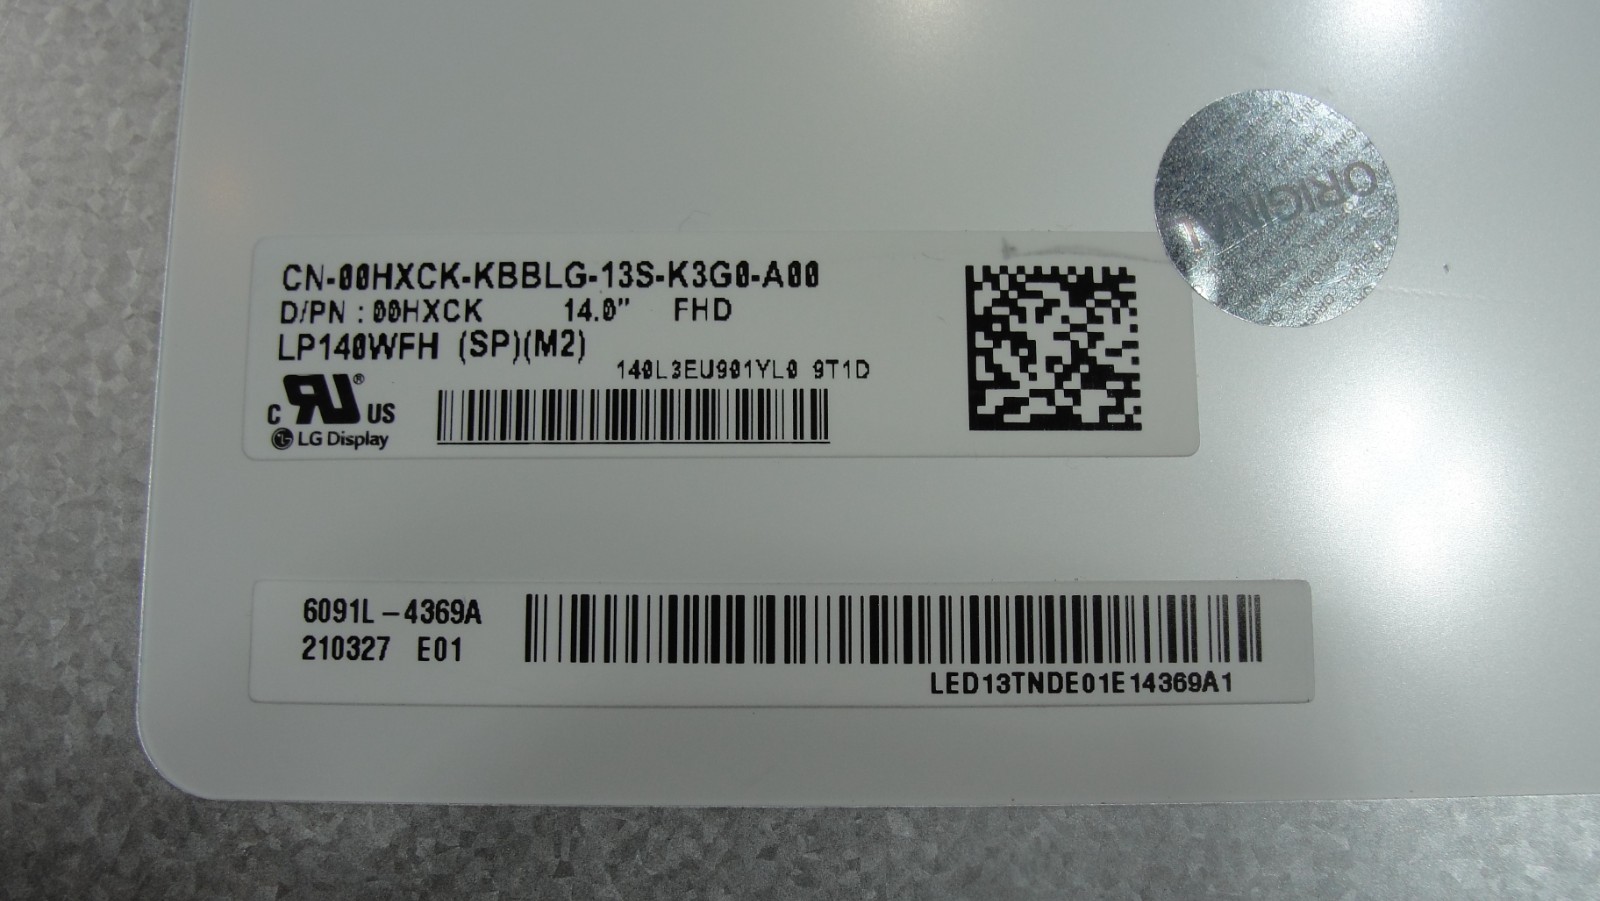 CN-00HXCK-KBBLG-13S-K3G0-A00
D/PN : 00HXCK 14.0" FHD
LP140WFH (SP)(M2)
140L3EU901YL0 9T1D
C RU® US
LG Display
ORIGINAL
6091L-4369A
210327 E01
LED13TNDE01E14369A1